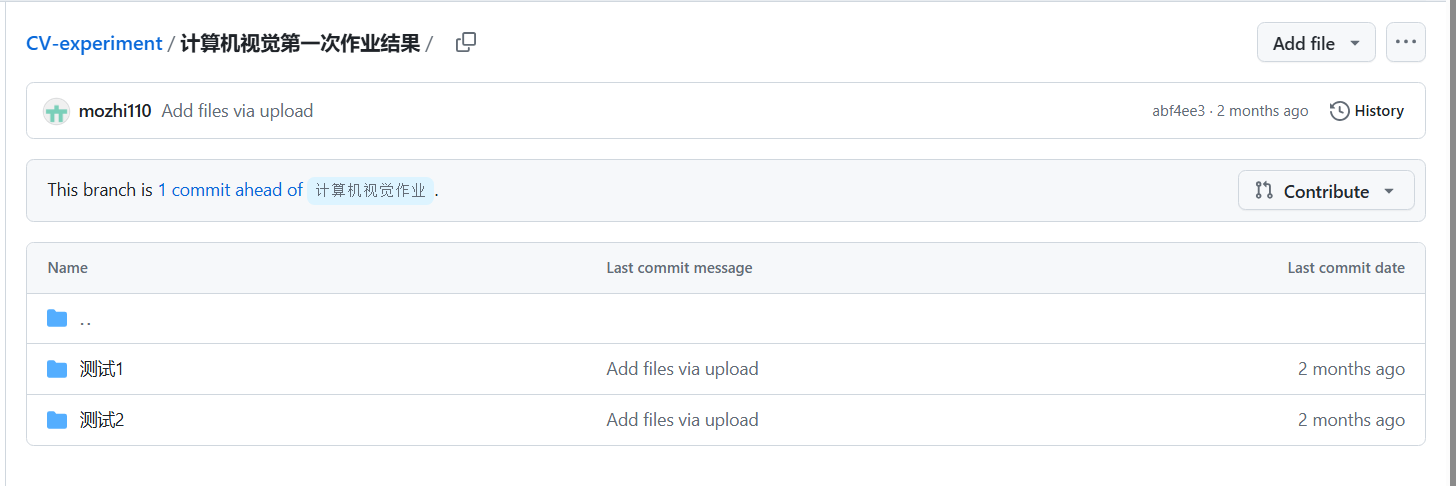 CV-experiment / 计算机视觉第一次作业结果 /
Add file
mozhi110 Add files via upload
abf4ee3 · 2 months ago
History
This branch is 1 commit ahead of 计算机视觉作业 .
Contribute
Name Last commit message Last commit date
..
测试1 Add files via upload 2 months ago
测试2 Add files via upload 2 months ago